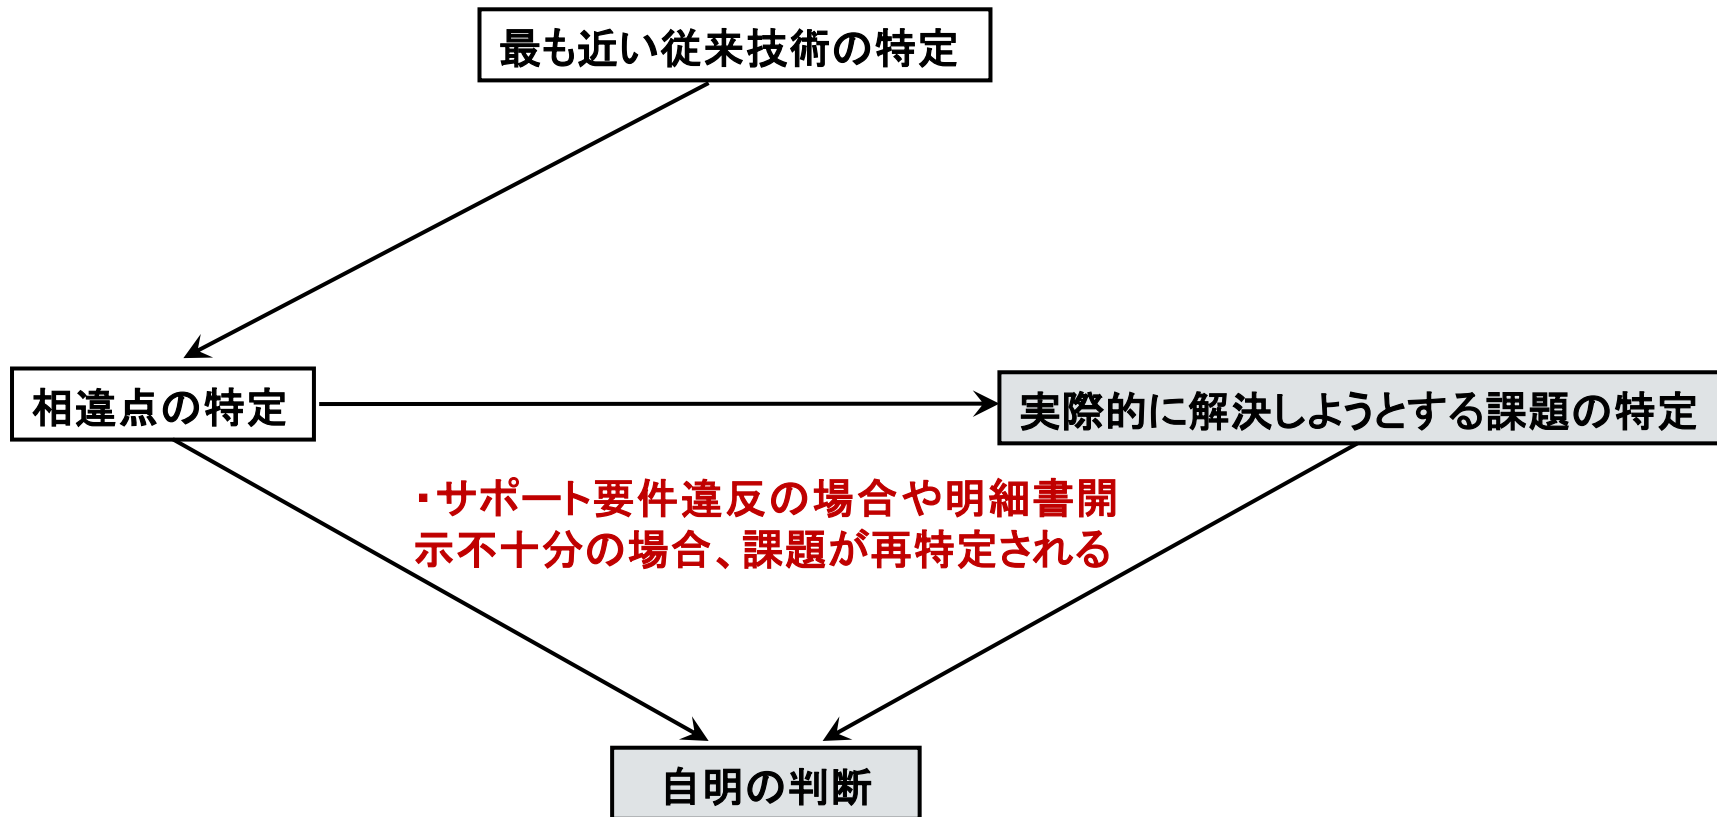 最も近い従来技術の特定
相違点の特定
実際的に解決しようとする課題の特定
・サポート要件違反の場合や明細書開
示不十分の場合、課題が再特定される
自明の判断